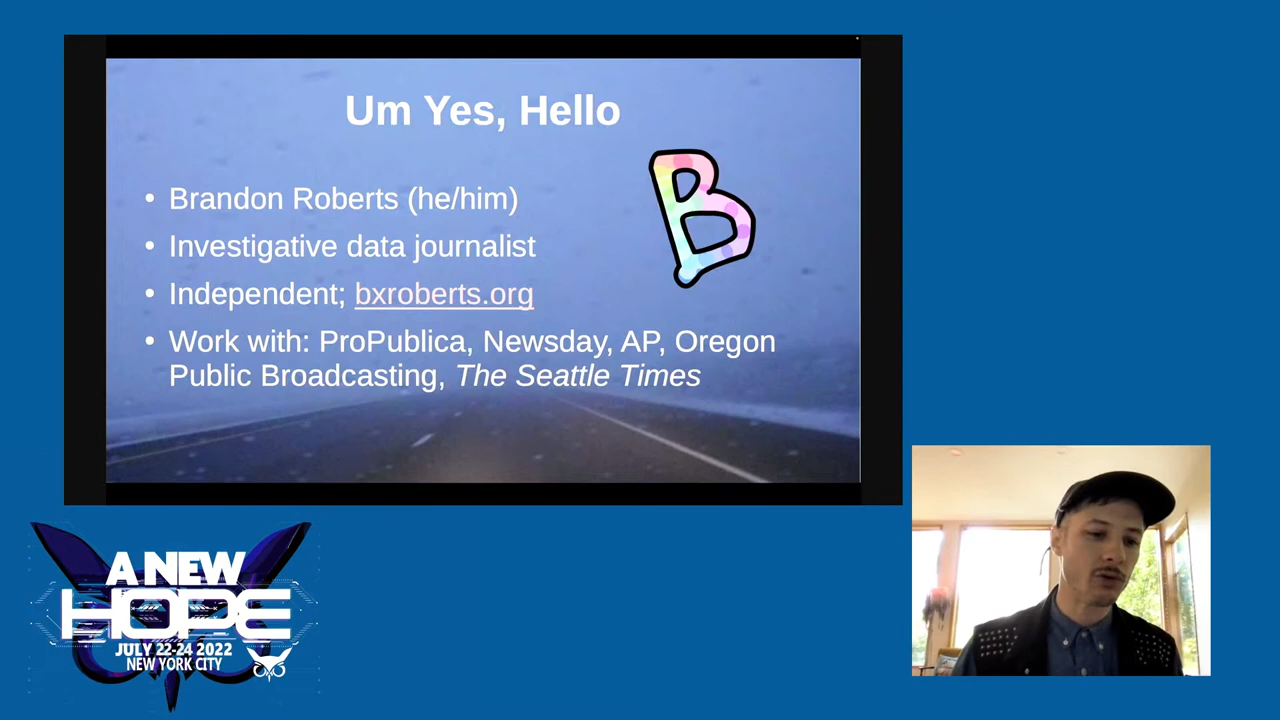 Um Yes, Hello
B
• Brandon Roberts (he/him)
• Investigative data journalist
• Independent; bxroberts.org
• Work with: ProPublica, Newsday, AP, Oregon
Public Broadcasting, The Seattle Times
A NEW
HOPE
JULY 22-24 2022
NEW YORK CITY